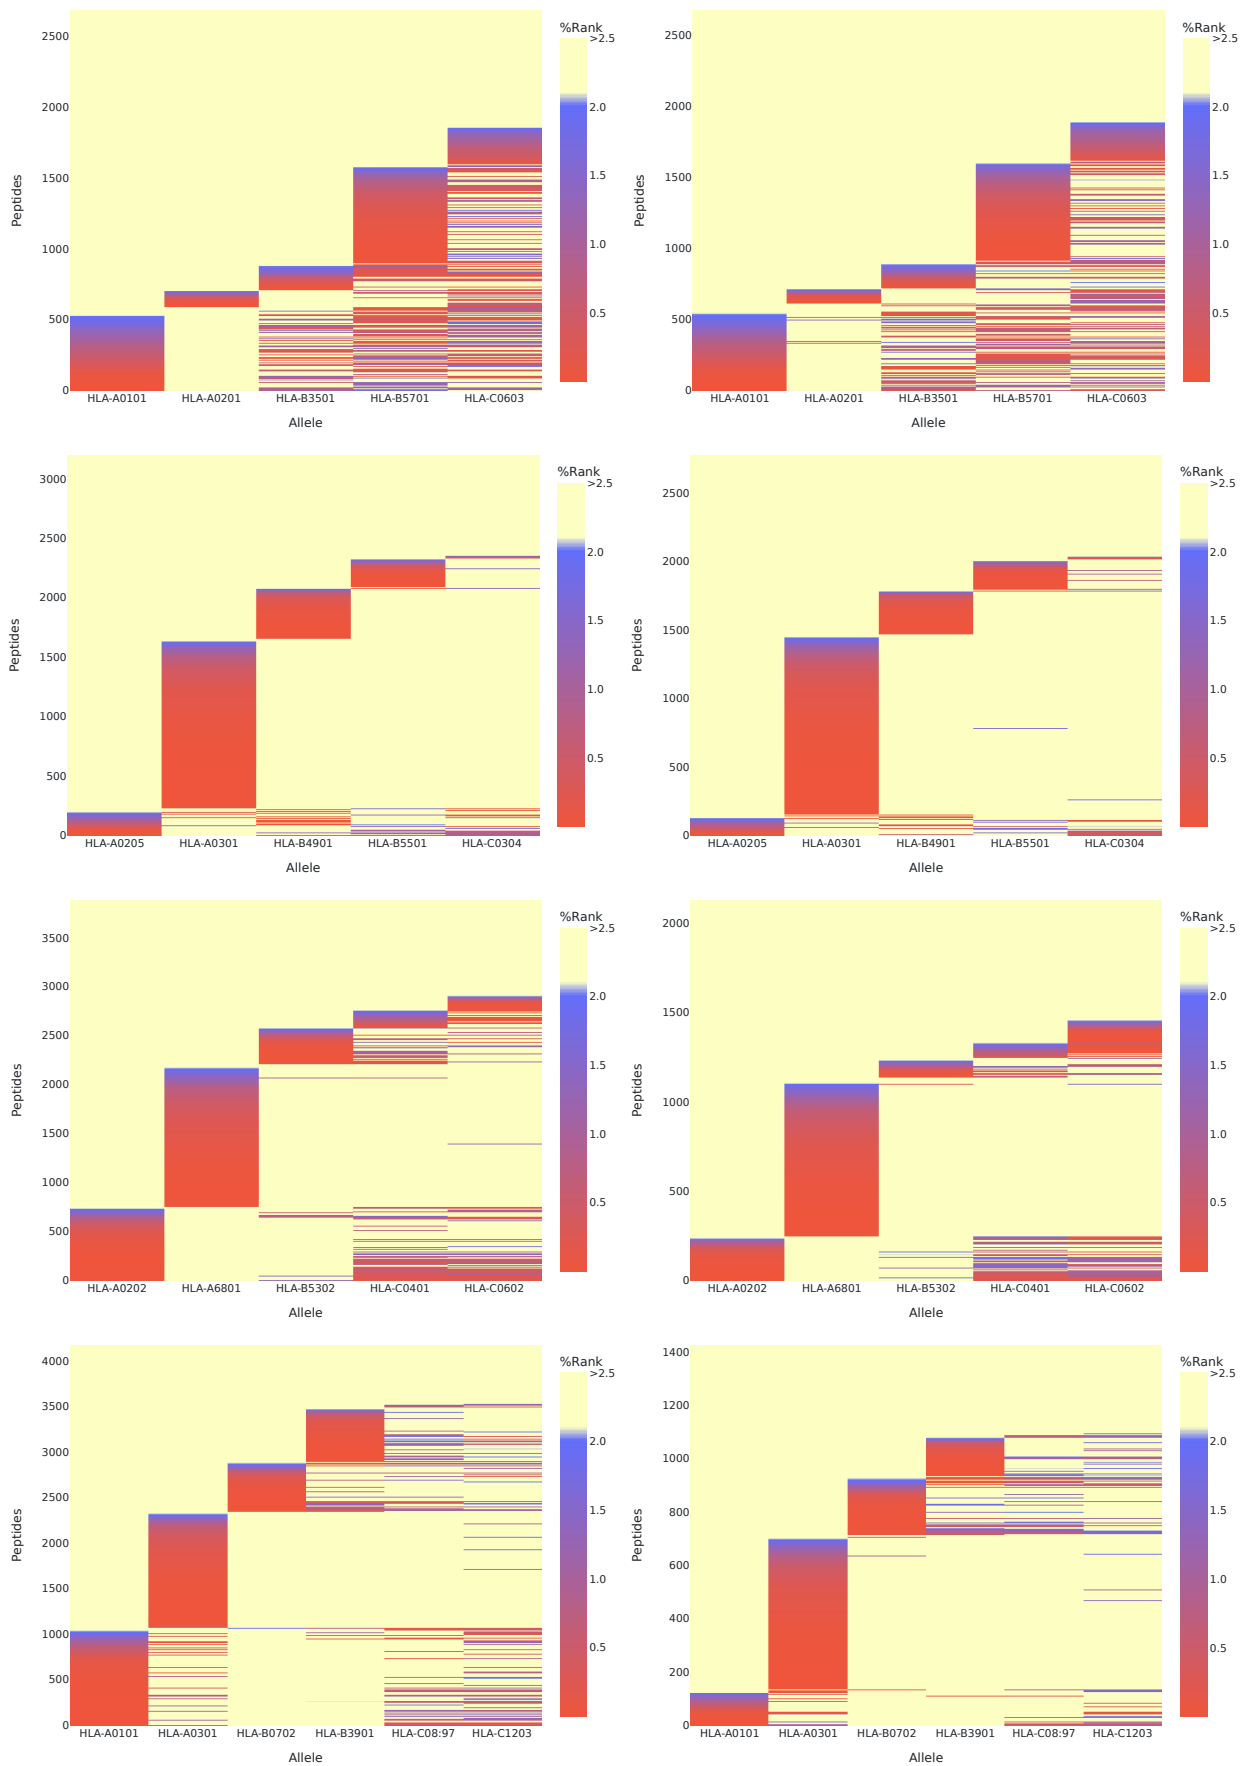 %Rank
>2.5
2.0
1.5
1.0
0.5
2500
2000
1500
1000
500
0
Peptides
HLA-A0101 HLA-A0201 HLA-B3501 HLA-B5701 HLA-C0603
Allele
%Rank
>2.5
2.0
1.5
1.0
0.5
2500
2000
1500
1000
500
0
Peptides
HLA-A0101 HLA-A0201 HLA-B3501 HLA-B5701 HLA-C0603
Allele
%Rank
>2.5
2.0
1.5
1.0
0.5
3000
2500
2000
1500
1000
500
0
Peptides
HLA-A0205 HLA-A0301 HLA-B4901 HLA-B5501 HLA-C0304
Allele
%Rank
>2.5
2.0
1.5
1.0
0.5
2500
2000
1500
1000
500
0
Peptides
HLA-A0205 HLA-A0301 HLA-B4901 HLA-B5501 HLA-C0304
Allele
%Rank
>2.5
2.0
1.5
1.0
0.5
3500
3000
2500
2000
1500
1000
500
0
Peptides
HLA-A0202 HLA-A6801 HLA-B5302 HLA-C0401 HLA-C0602
Allele
%Rank
>2.5
2.0
1.5
1.0
0.5
2000
1500
1000
500
0
Peptides
HLA-A0202 HLA-A6801 HLA-B5302 HLA-C0401 HLA-C0602
Allele
%Rank
>2.5
2.0
1.5
1.0
0.5
4000
3500
3000
2500
2000
1500
1000
500
0
Peptides
HLA-A0101 HLA-A0301 HLA-B0702 HLA-B3901 HLA-C08:97 HLA-C1203
Allele
%Rank
>2.5
2.0
1.5
1.0
0.5
1400
1200
1000
800
600
400
200
0
Peptides
HLA-A0101 HLA-A0301 HLA-B0702 HLA-B3901 HLA-C08:97 HLA-C1203
Allele